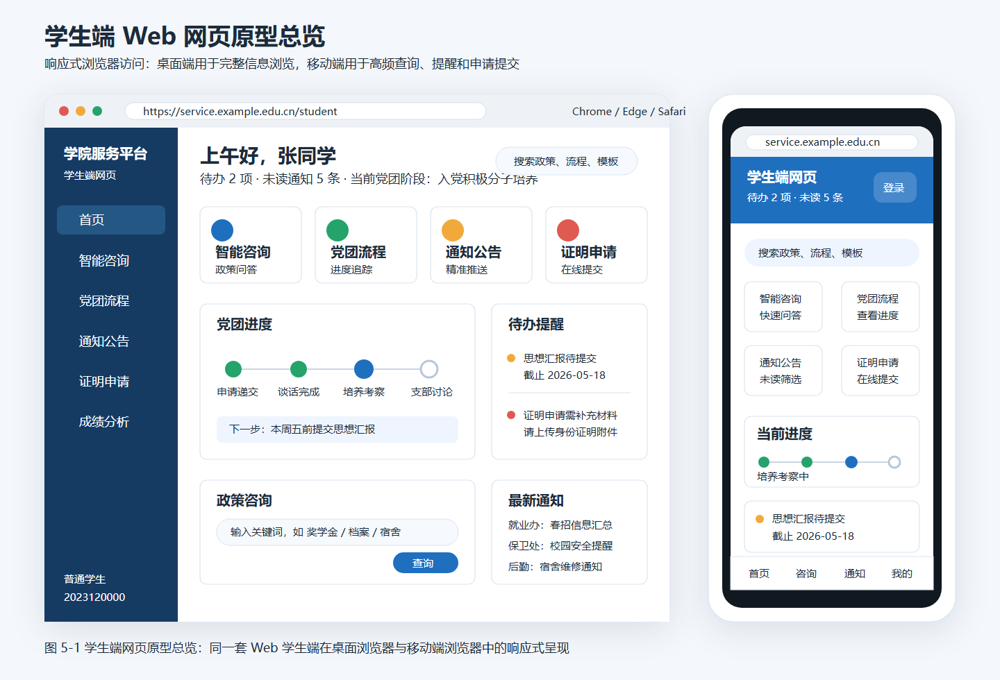 学生端 Web 网页原型总览
响应式浏览器访问：桌面端用于完整信息浏览，移动端用于高频查询、提醒和申请提交
https://service.example.edu.cn/student
Chrome / Edge / Safari
学院服务平台
学生端网页
首页
智能咨询
党团流程
通知公告
证明申请
成绩分析
普通学生
2023120000
上午好，张同学
待办 2 项 · 未读通知 5 条 · 当前党团阶段：入党积极分子培养
搜索政策、流程、模板
智能咨询
政策问答
党团流程
进度追踪
通知公告
精准推送
证明申请
在线提交
党团进度
申请递交
谈话完成
培养考察
支部讨论
下一步：本周五前提交思想汇报
待办提醒
思想汇报待提交
截止 2026-05-18
证明申请需补充材料
请上传身份证明附件
政策咨询
输入关键词，如 奖学金 / 档案 / 宿舍
查询
最新通知
就业办：春招信息汇总
保卫处：校园安全提醒
后勤：宿舍维修通知
service.example.edu.cn
学生端网页
待办 2 项 · 未读 5 条
登录
搜索政策、流程、模板
智能咨询
快速问答
党团流程
查看进度
通知公告
未读筛选
证明申请
在线提交
当前进度
培养考察中
思想汇报待提交
截止 2026-05-18
首页
咨询
通知
我的
图 5-1 学生端网页原型总览：同一套 Web 学生端在桌面浏览器与移动端浏览器中的响应式呈现